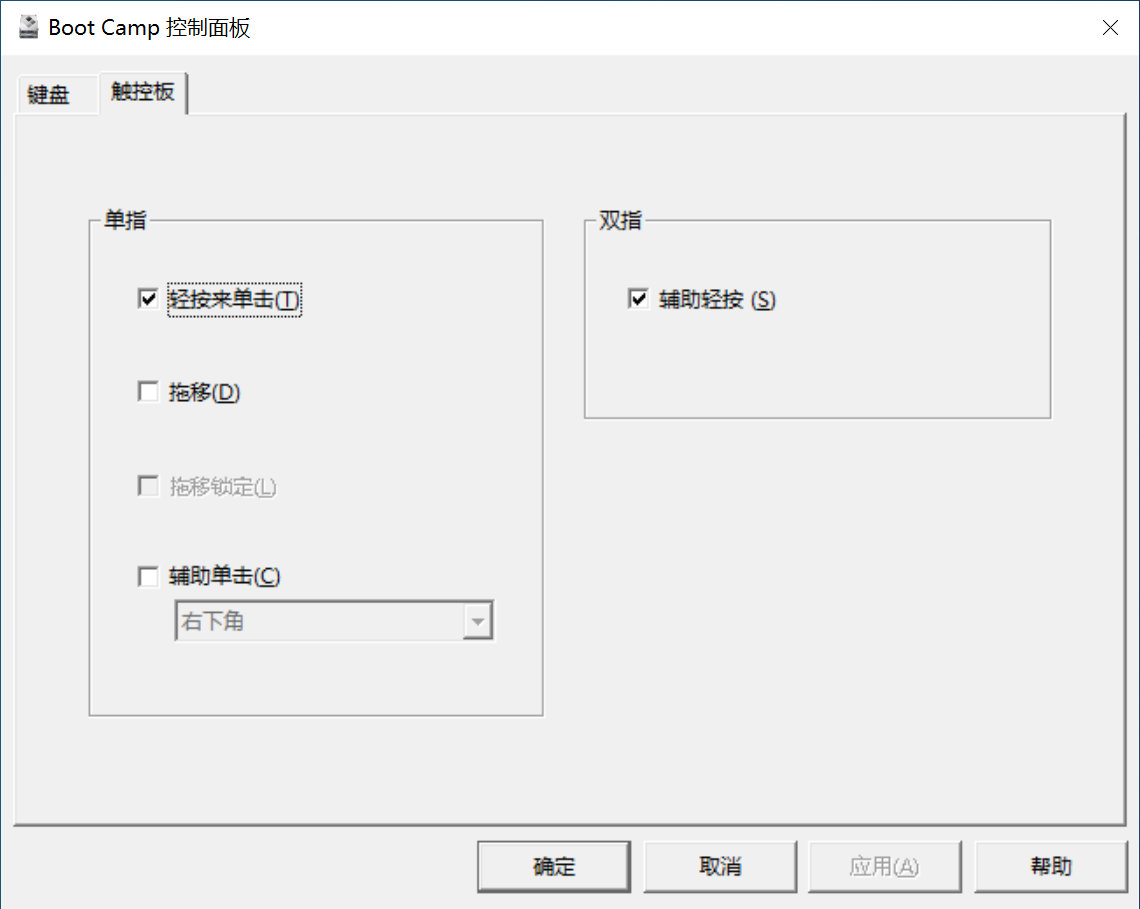 Boot Camp 控制面板
键盘
触控板
单指
轻按来单击(T)
拖移(D)
拖移锁定(L)
辅助单击(C)
右下角
双指
辅助轻按 (S)
确定
取消
应用(A)
帮助